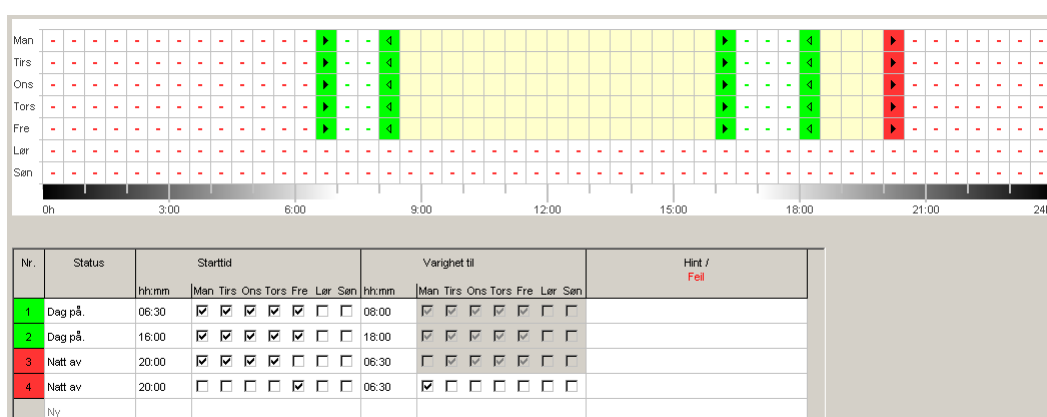 Man
Tirs
Ons
Tors
Fre
Lør
Søn
0h 3:00 6:00 9:00 12:00 15:00 18:00 21:00 24h
Nr. Status Starttid Varighet til Hint /
Feil
hh:mm Man Tirs Ons Tors Fre Lør Søn hh:mm Man Tirs Ons Tors Fre Lør Søn
1 Dag på. 06:30 08:00
2 Dag på. 16:00 18:00
3 Natt av 20:00 06:30
4 Natt av 20:00 06:30
Ny